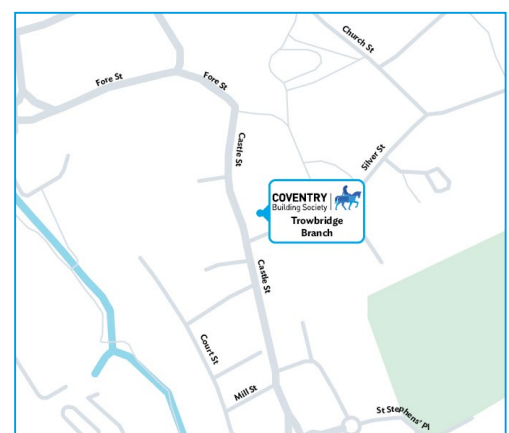 Church St
Fore St
Fore St
Castle St
Silver St
COVENTRY
Building Society
Trowbridge
Branch
Castle St
Court St
Mill St
St Stephens' Pl